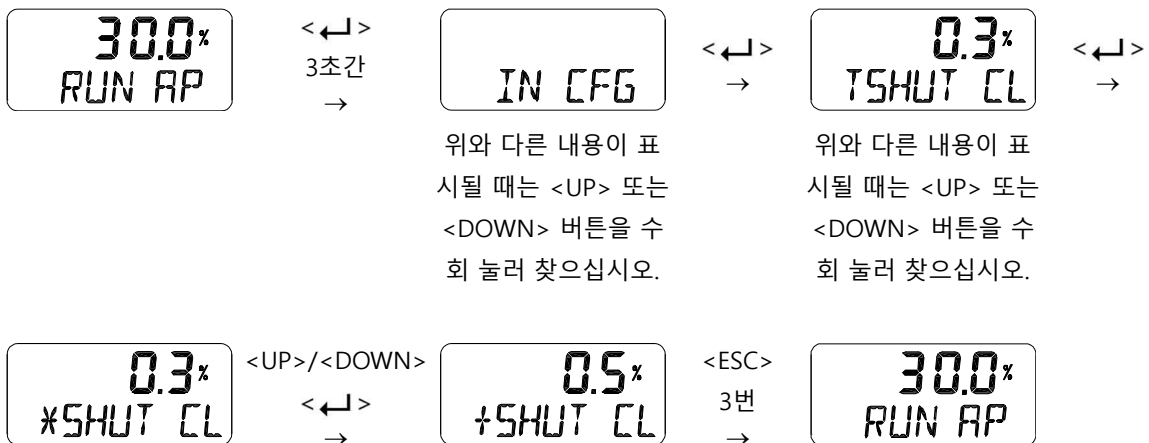 30.0%
RUN AP
<↵>
3초간
→
IN CFG
<↵>
→
0.3%
TSHUT CL
<↵>
→
위와 다른 내용이 표
시될 때는 <UP> 또는
<DOWN> 버튼을 수
회 눌러 찾으십시오.
위와 다른 내용이 표
시될 때는 <UP> 또는
<DOWN> 버튼을 수
회 눌러 찾으십시오.
0.3%
*SHUT CL
<UP>/<DOWN>
<↵>
→
0.5%
+SHUT CL
<ESC>
3번
→
30.0%
RUN AP